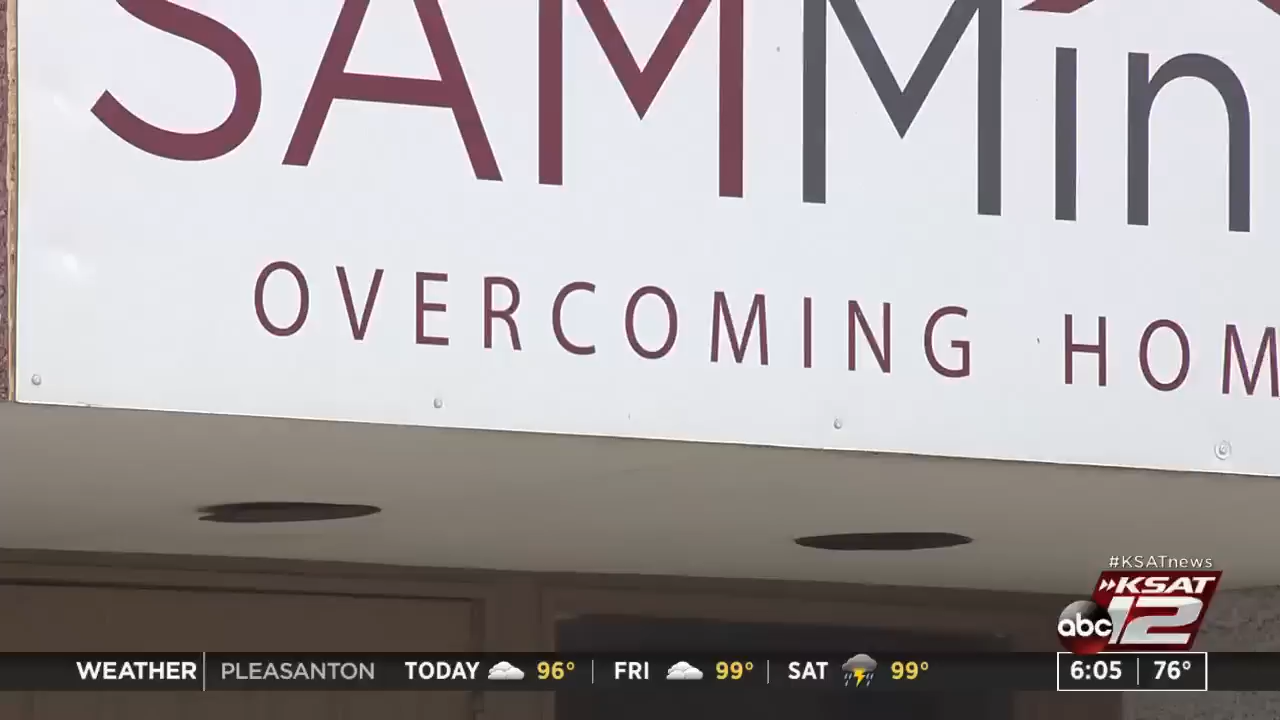 SAMMin
OVERCOMING HOM
#KSATnews
KSAT
abc 12
WEATHER PLEASANTON TODAY 96° FRI 99° SAT 99° 6:05 76°